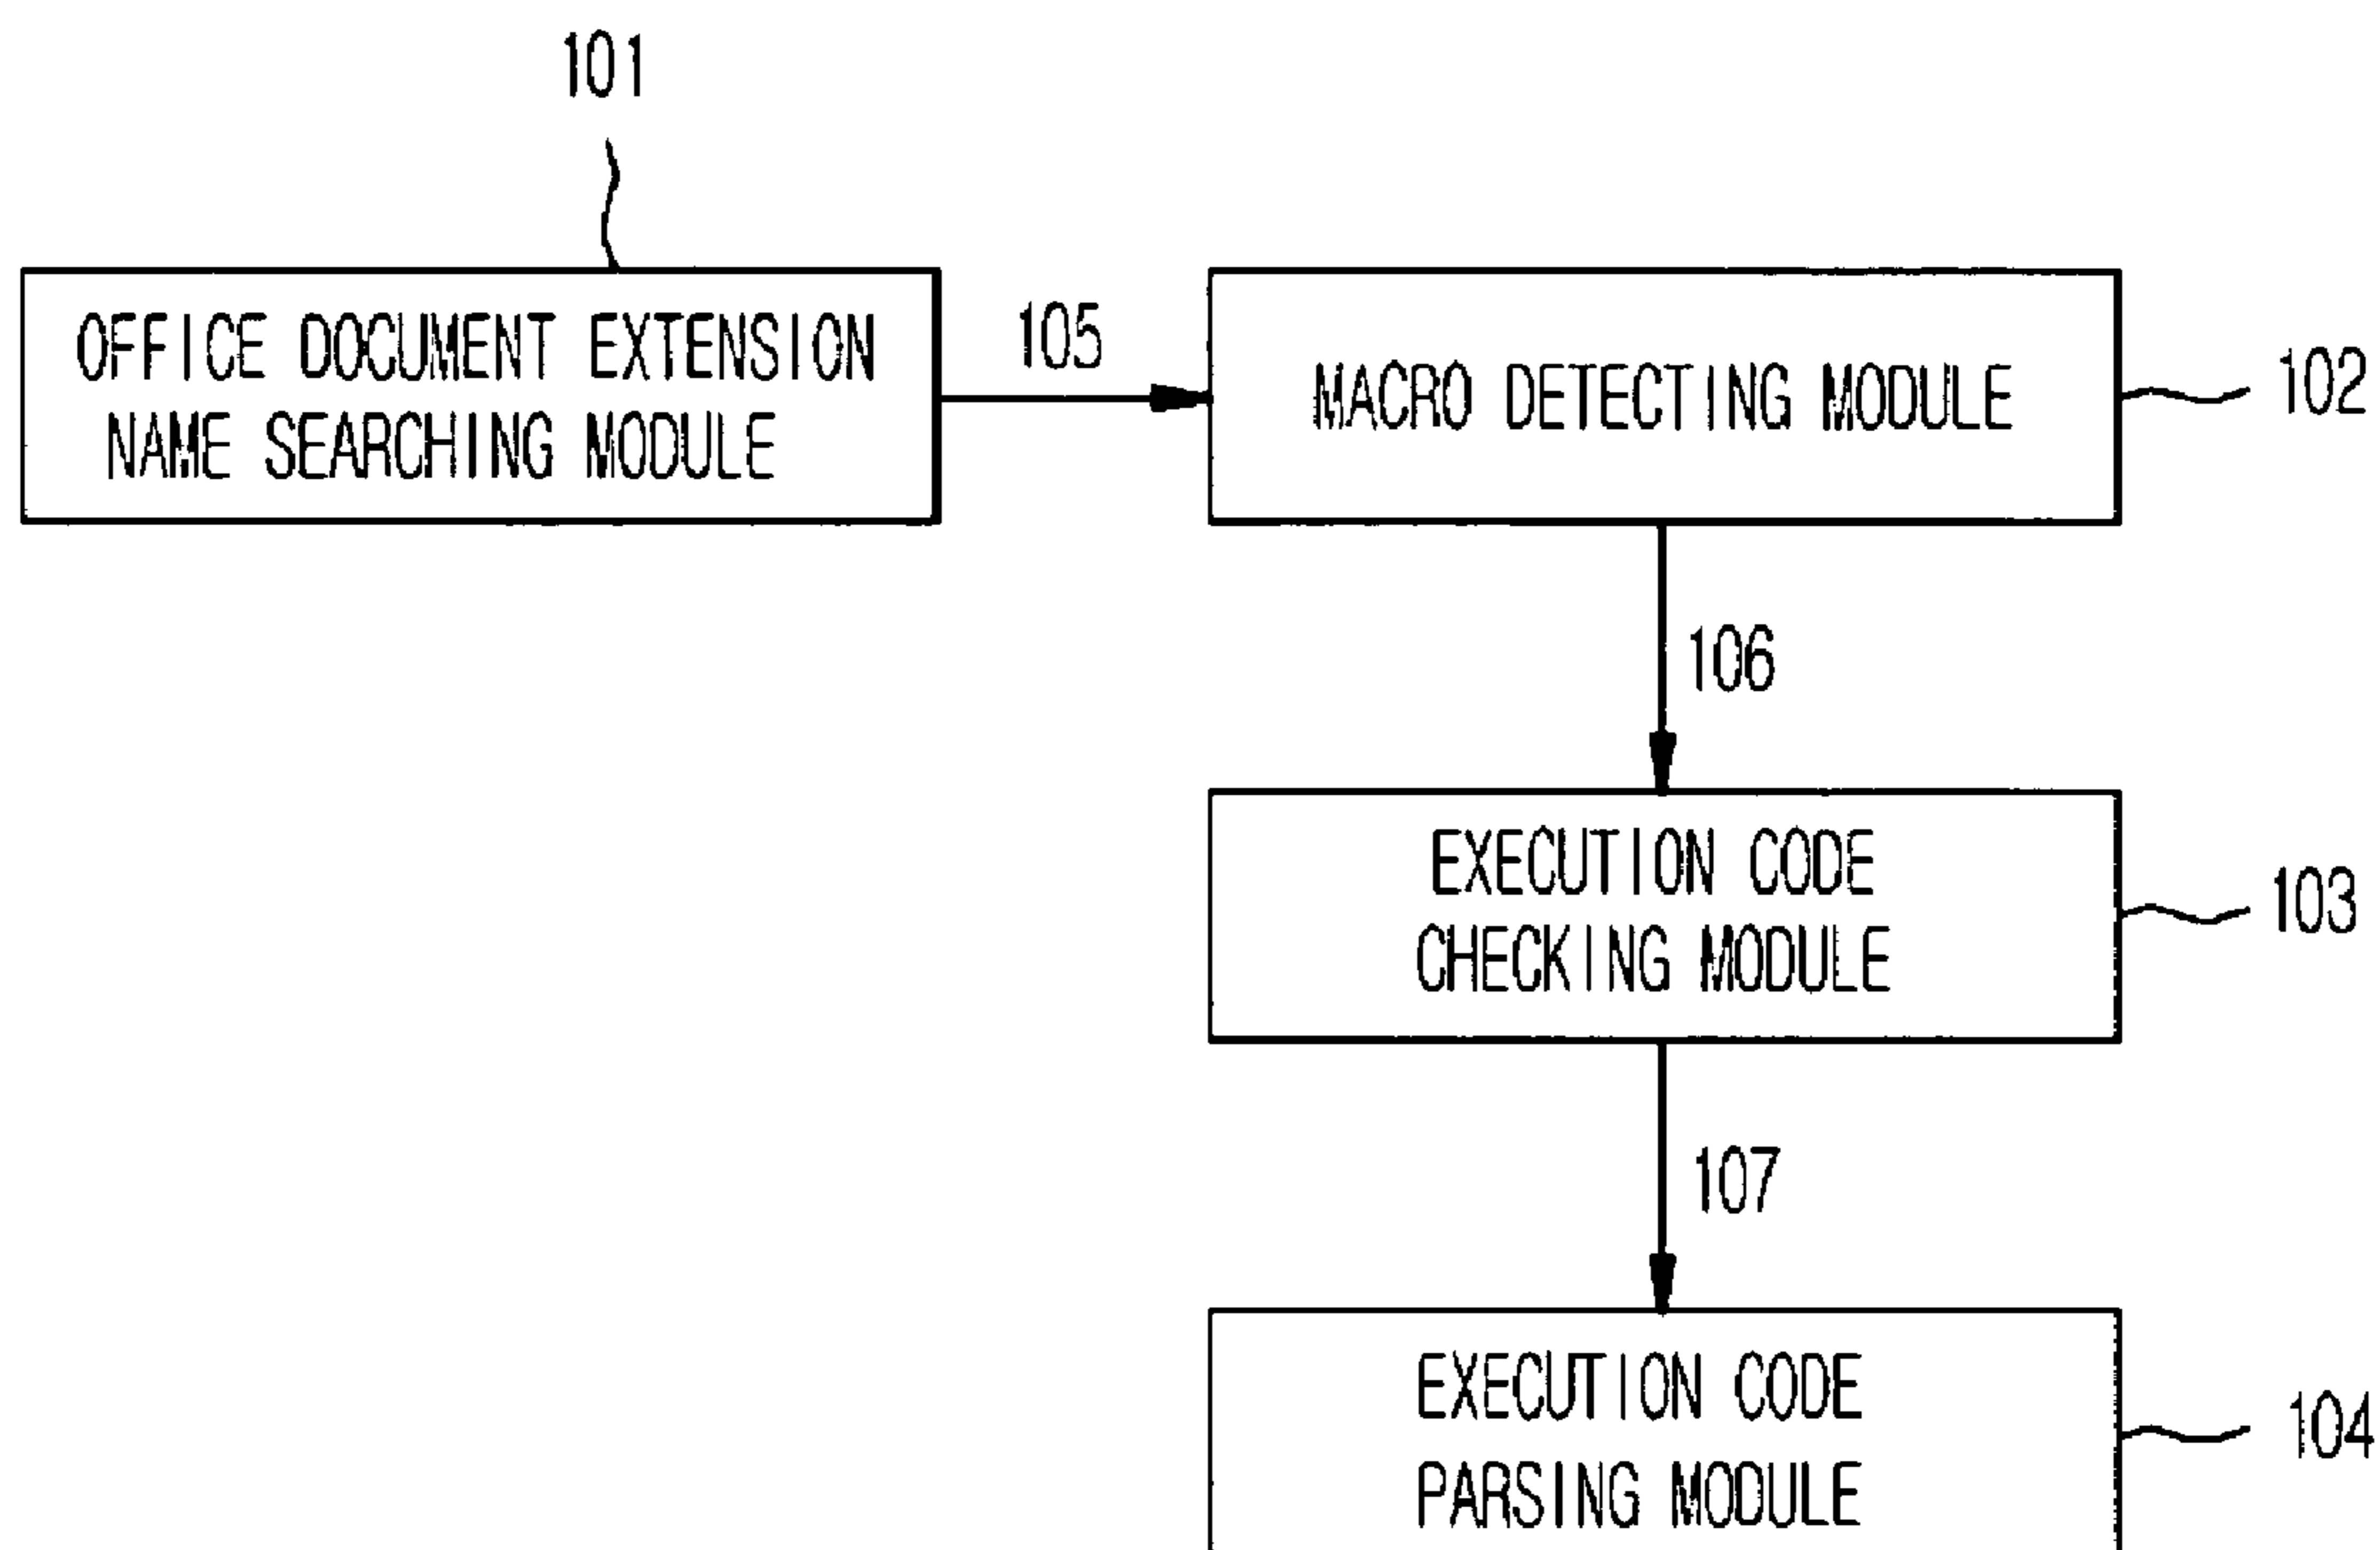 101
OFFICE DOCUMENT EXTENSION
NAME SEARCHING MODULE
105
MACRO DETECTING MODULE
102
106
EXECUTION CODE
CHECKING MODULE
103
107
EXECUTION CODE
PARSING MODULE
104